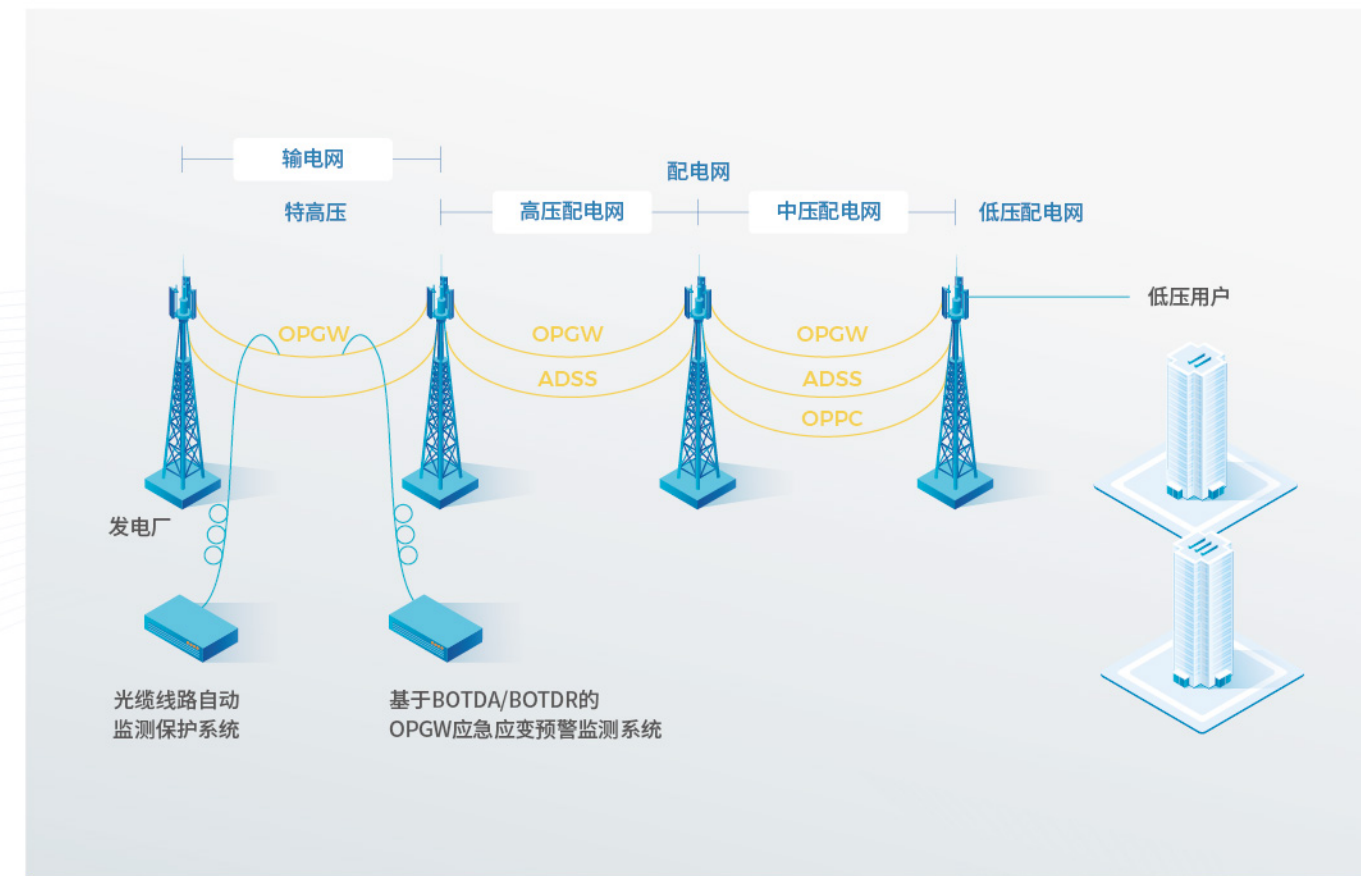 输电网
配电网
特高压
高压配电网
中压配电网
低压配电网
低压用户
OPGW
OPGW
OPGW
ADSS
ADSS
OPPC
发电厂
光缆线路自动
监测保护系统
基于BOTDA/BOTDR的
OPGW应急应变预警监测系统